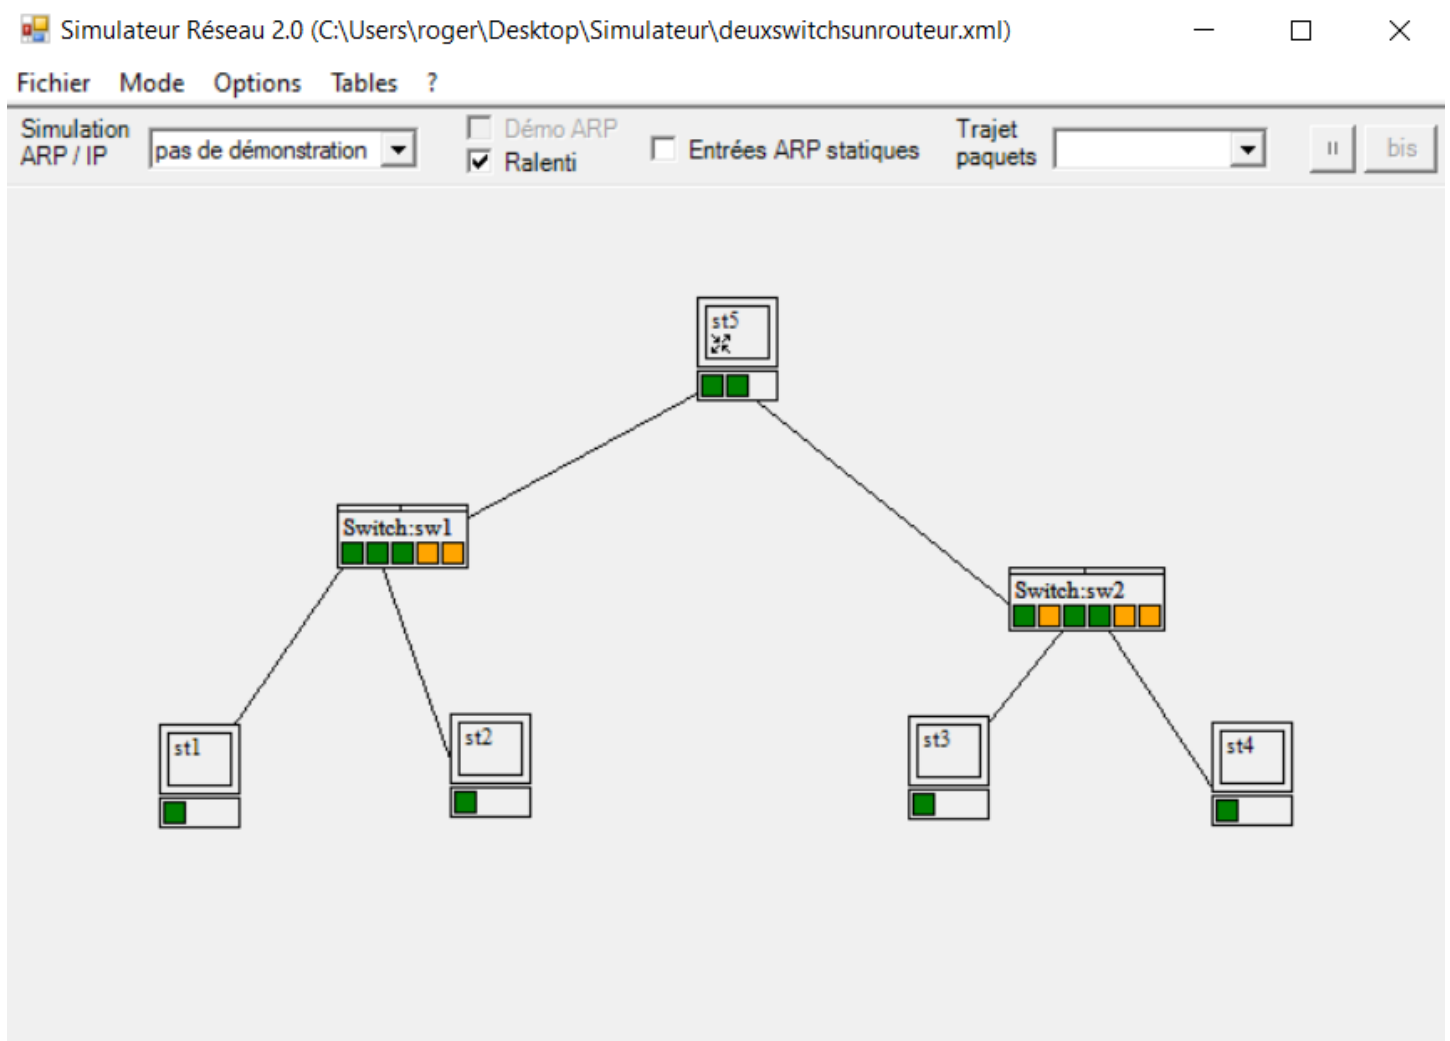 Simulateur Réseau 2.0 (C:\Users\roger\Desktop\Simulateur\deuxswitchsunrouteur.xml)
Fichier Mode Options Tables ?
Simulation ARP / IP
pas de démonstration
Démo ARP
Ralenti
Entrées ARP statiques
Trajet paquets
II
bis
st5
Switch:sw1
Switch:sw2
st1
st2
st3
st4